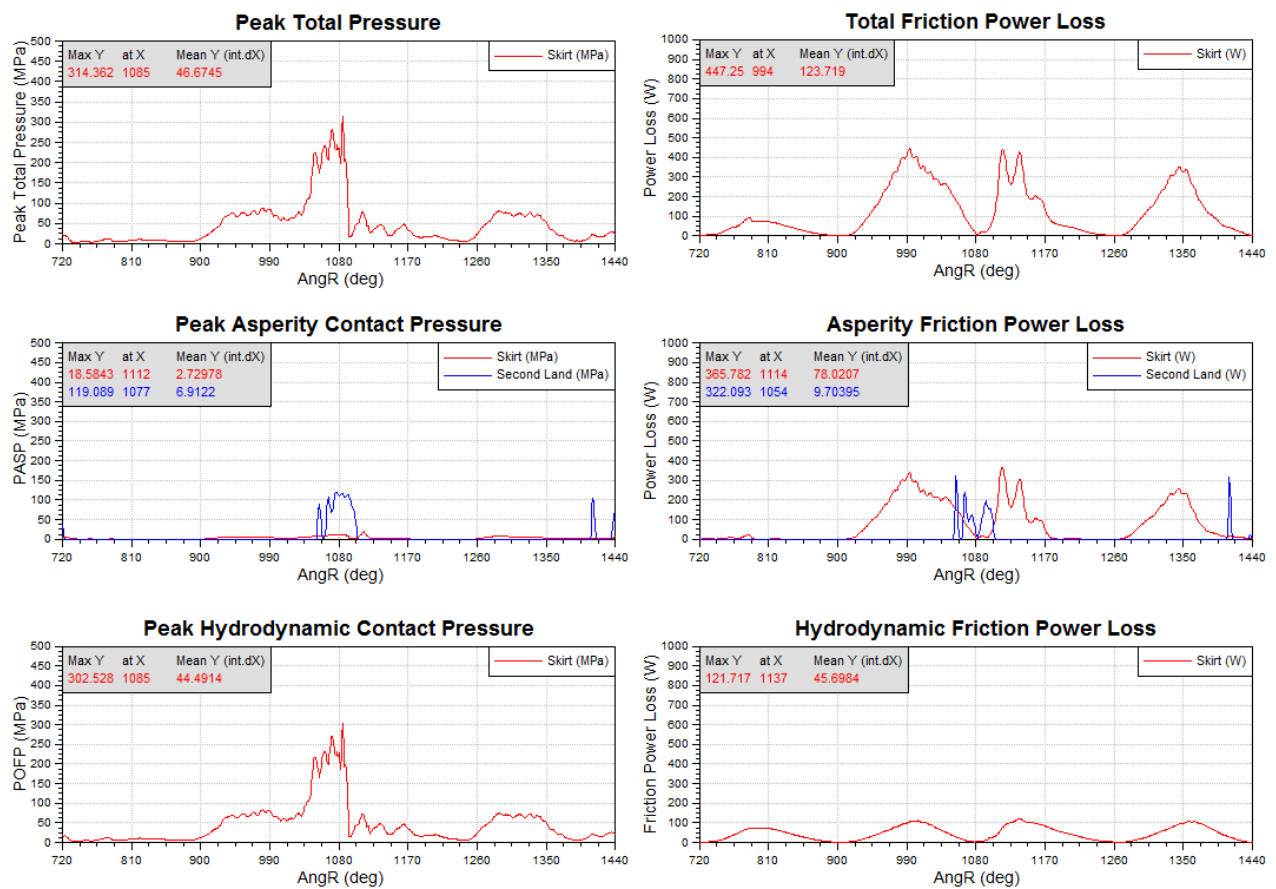 Peak Total Pressure
Max Y at X Mean Y (int.dX)
314.362 1085 46.6745
Skirt (MPa)
Peak Total Pressure (MPa)
500
450
400
350
300
250
200
150
100
50
0
720 810 900 990 1080 1170 1260 1350 1440
AngR (deg)
Total Friction Power Loss
Max Y at X Mean Y (int.dX)
447.25 994 123.719
Skirt (W)
Power Loss (W)
1000
900
800
700
600
500
400
300
200
100
0
720 810 900 990 1080 1170 1260 1350 1440
AngR (deg)
Peak Asperity Contact Pressure
Max Y at X Mean Y (int.dX)
18.5843 1112 2.72978
119.089 1077 6.9122
Skirt (MPa)
Second Land (MPa)
PASP (MPa)
500
450
400
350
300
250
200
150
100
50
0
720 810 900 990 1080 1170 1260 1350 1440
AngR (deg)
Asperity Friction Power Loss
Max Y at X Mean Y (int.dX)
365.782 1114 78.0207
322.093 1054 9.70395
Skirt (W)
Second Land (W)
Power Loss (W)
1000
900
800
700
600
500
400
300
200
100
0
720 810 900 990 1080 1170 1260 1350 1440
AngR (deg)
Peak Hydrodynamic Contact Pressure
Max Y at X Mean Y (int.dX)
302.528 1085 44.4914
Skirt (MPa)
POFP (MPa)
500
450
400
350
300
250
200
150
100
50
0
720 810 900 990 1080 1170 1260 1350 1440
AngR (deg)
Hydrodynamic Friction Power Loss
Max Y at X Mean Y (int.dX)
121.717 1137 45.6984
Skirt (W)
Friction Power Loss (W)
1000
900
800
700
600
500
400
300
200
100
0
720 810 900 990 1080 1170 1260 1350 1440
AngR (deg)